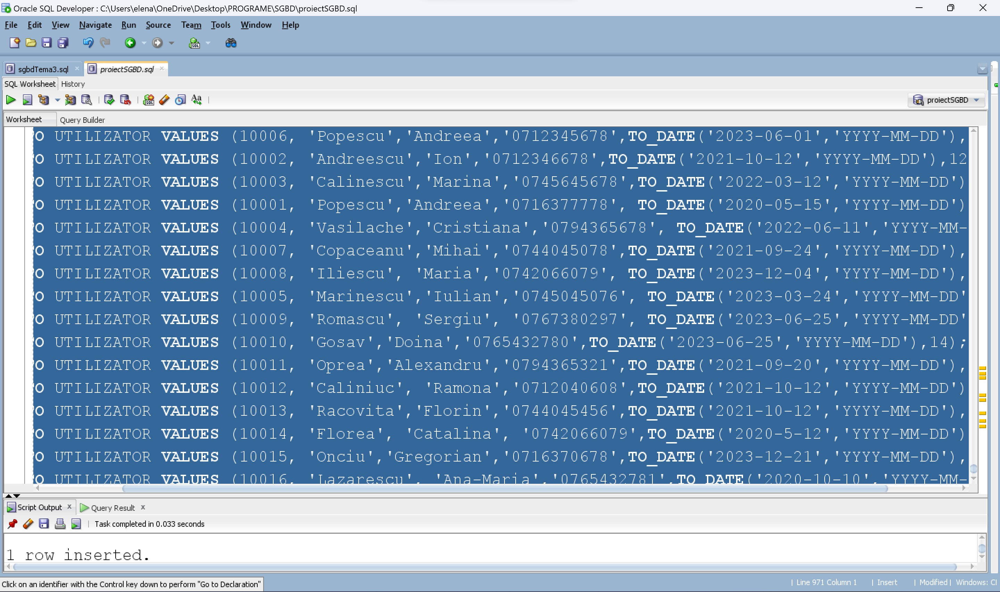 Oracle SQL Developer : C:\Users\elena\OneDrive\Desktop\PROGRAME\SGBD\proiectSGBD.sql
File Edit View Navigate Run Source Team Tools Window Help
sgbdTema3.sql proiectSGBD.sql
SQL Worksheet History
proiectSGBD
Worksheet Query Builder
O UTILIZATOR VALUES (10006, 'Popescu','Andreea','0712345678',TO_DATE('2023-06-01','YYYY-MM-DD'),
O UTILIZATOR VALUES (10002, 'Andreescu','Ion','0712346678',TO_DATE('2021-10-12','YYYY-MM-DD'),12
O UTILIZATOR VALUES (10003, 'Calinescu','Marina','0745645678',TO_DATE('2022-03-12','YYYY-MM-DD')
O UTILIZATOR VALUES (10001, 'Popescu','Andreea','0716377778', TO_DATE('2020-05-15','YYYY-MM-DD')
O UTILIZATOR VALUES (10004, 'Vasilache','Cristiana','0794365678', TO_DATE('2022-06-11','YYYY-MM-
O UTILIZATOR VALUES (10007, 'Copaceanu','Mihai','0744045078',TO_DATE('2021-09-24','YYYY-MM-DD'),
O UTILIZATOR VALUES (10008, 'Iliescu', 'Maria','0742066079', TO_DATE('2023-12-04','YYYY-MM-DD'),
O UTILIZATOR VALUES (10005, 'Marinescu','Iulian','0745045076', TO_DATE('2023-03-24','YYYY-MM-DD'
O UTILIZATOR VALUES (10009, 'Romascu', 'Sergiu', '0767380297', TO_DATE('2023-06-25','YYYY-MM-DD'
O UTILIZATOR VALUES (10010, 'Gosav','Doina','0765432780',TO_DATE('2023-06-25','YYYY-MM-DD'),14);
O UTILIZATOR VALUES (10011, 'Oprea','Alexandru','0794365321',TO_DATE('2021-09-20','YYYY-MM-DD'),
O UTILIZATOR VALUES (10012, 'Caliniuc', 'Ramona','0712040608',TO_DATE('2021-10-12','YYYY-MM-DD')
O UTILIZATOR VALUES (10013, 'Racovita','Florin','0744045456',TO_DATE('2021-10-12','YYYY-MM-DD'),
O UTILIZATOR VALUES (10014, 'Florea', 'Catalina', '0742066079',TO_DATE('2020-5-12','YYYY-MM-DD')
O UTILIZATOR VALUES (10015, 'Onciu','Gregorian','0716370678',TO_DATE('2023-12-21','YYYY-MM-DD'),
O UTILIZATOR VALUES (10016, 'Lazarescu', 'Ana-Maria','0765432781',TO_DATE('2020-10-10','YYYY-MM-
Script Output Query Result
Task completed in 0.033 seconds
1 row inserted.
Click on an identifier with the Control key down to perform "Go to Declaration" | Line 971 Column 1 | Insert | Modified | Windows: Cl